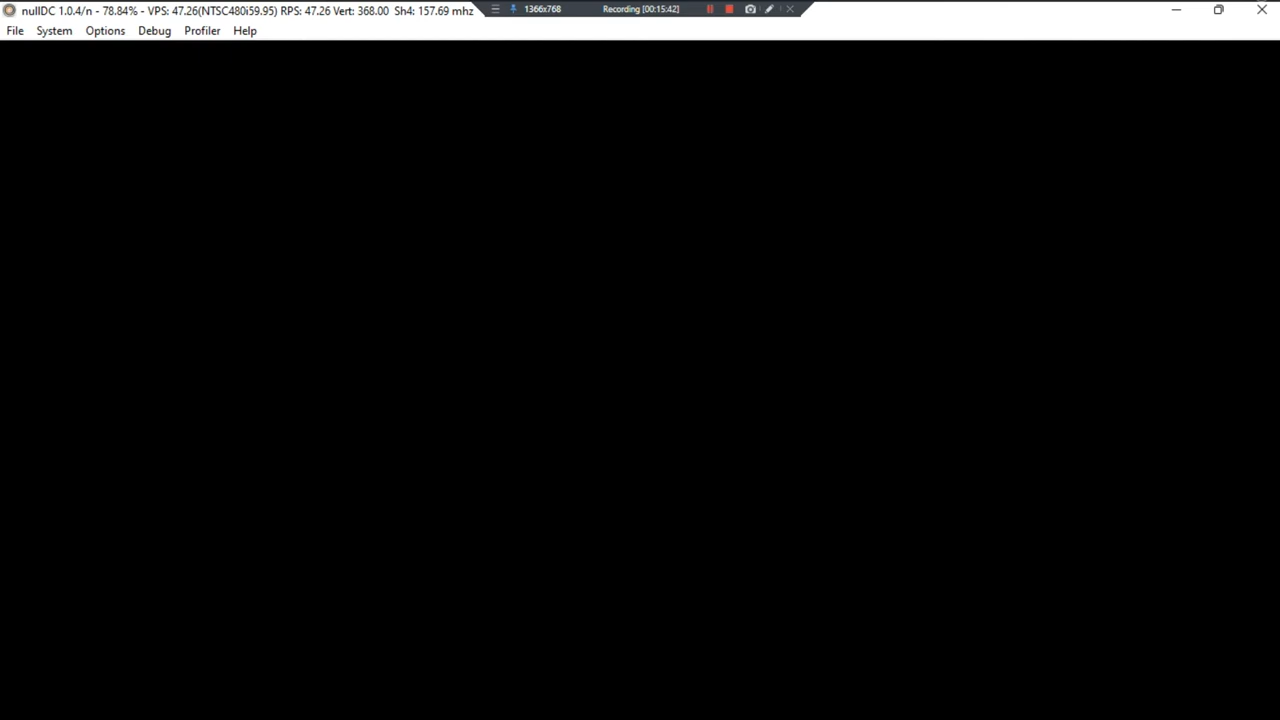 nullDC 1.0.4/n - 78.84% - VPS: 47.26(NTSC480i59.95) RPS: 47.26 Vert: 368.00 Sh4: 157.69 mhz
1366x768 Recording [00:15:42]
File System Options Debug Profiler Help